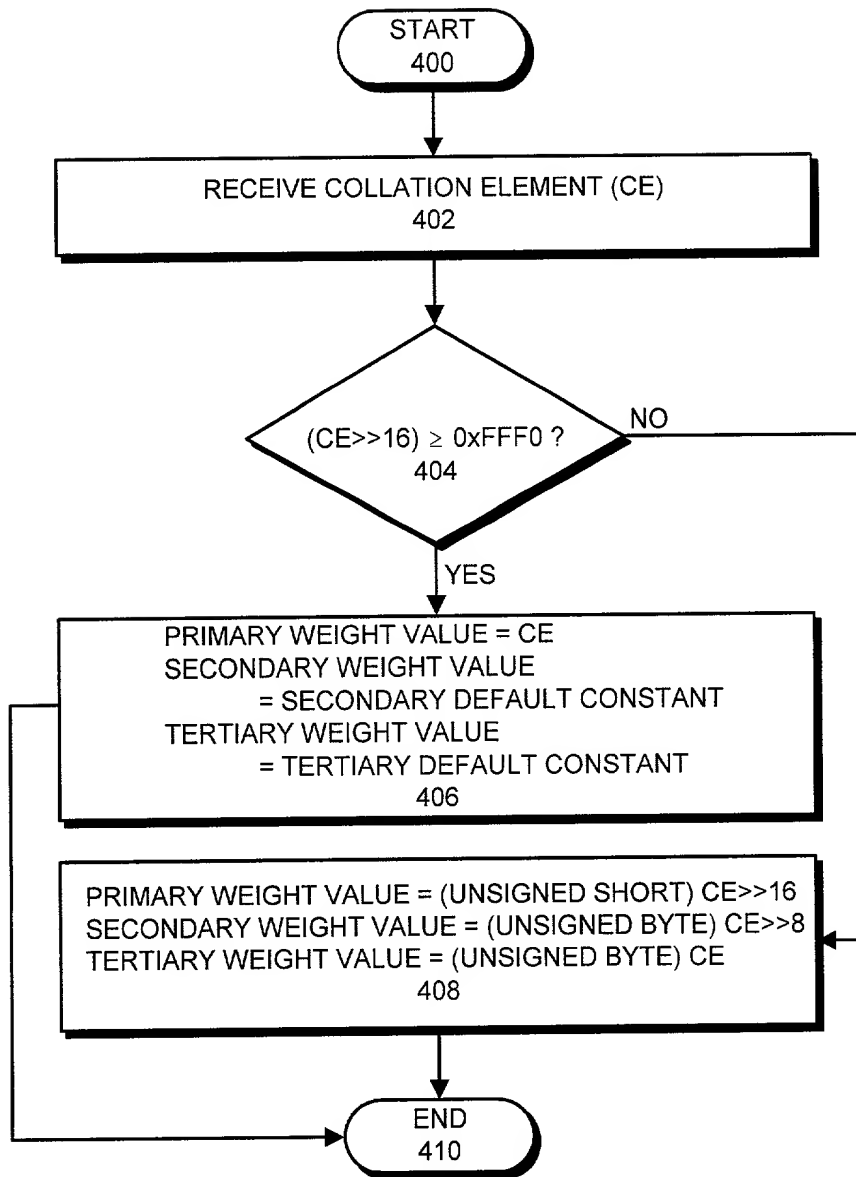 START
400
RECEIVE COLLATION ELEMENT (CE)
402
(CE>>16) ≥ 0xFFF0 ?
404
NO
YES
PRIMARY WEIGHT VALUE = CE
SECONDARY WEIGHT VALUE
= SECONDARY DEFAULT CONSTANT
TERTIARY WEIGHT VALUE
= TERTIARY DEFAULT CONSTANT
406
PRIMARY WEIGHT VALUE = (UNSIGNED SHORT) CE>>16
SECONDARY WEIGHT VALUE = (UNSIGNED BYTE) CE>>8
TERTIARY WEIGHT VALUE = (UNSIGNED BYTE) CE
408
END
410